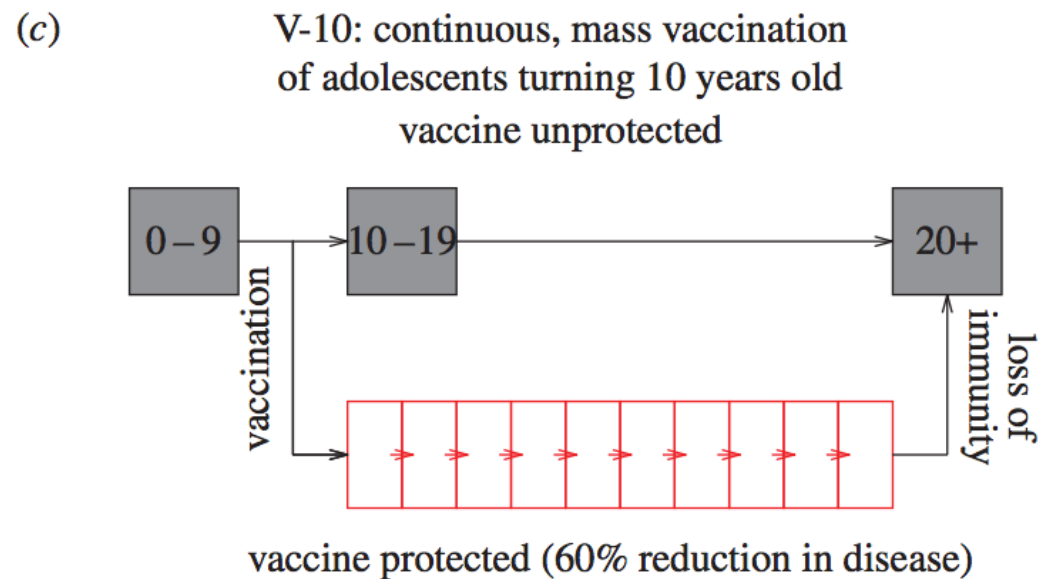 (c) V-10: continuous, mass vaccination
of adolescents turning 10 years old
vaccine unprotected
0–9
10–19
20+
vaccination
loss of
immunity
vaccine protected (60% reduction in disease)